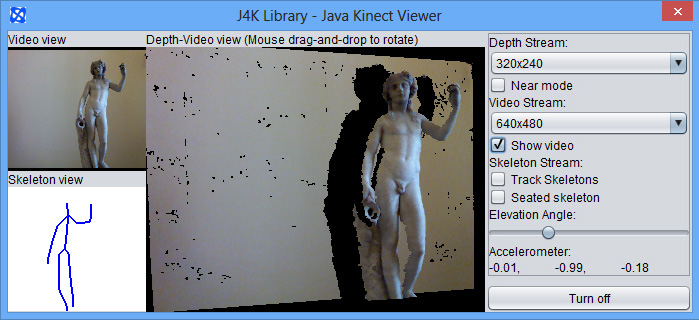 J4K Library - Java Kinect Viewer
Video view
Depth-Video view (Mouse drag-and-drop to rotate)
Skeleton view
Depth Stream:
320x240
Near mode
Video Stream:
640x480
Show video
Skeleton Stream:
Track Skeletons
Seated skeleton
Elevation Angle:
Accelerometer:
-0.01, -0.99, -0.18
Turn off